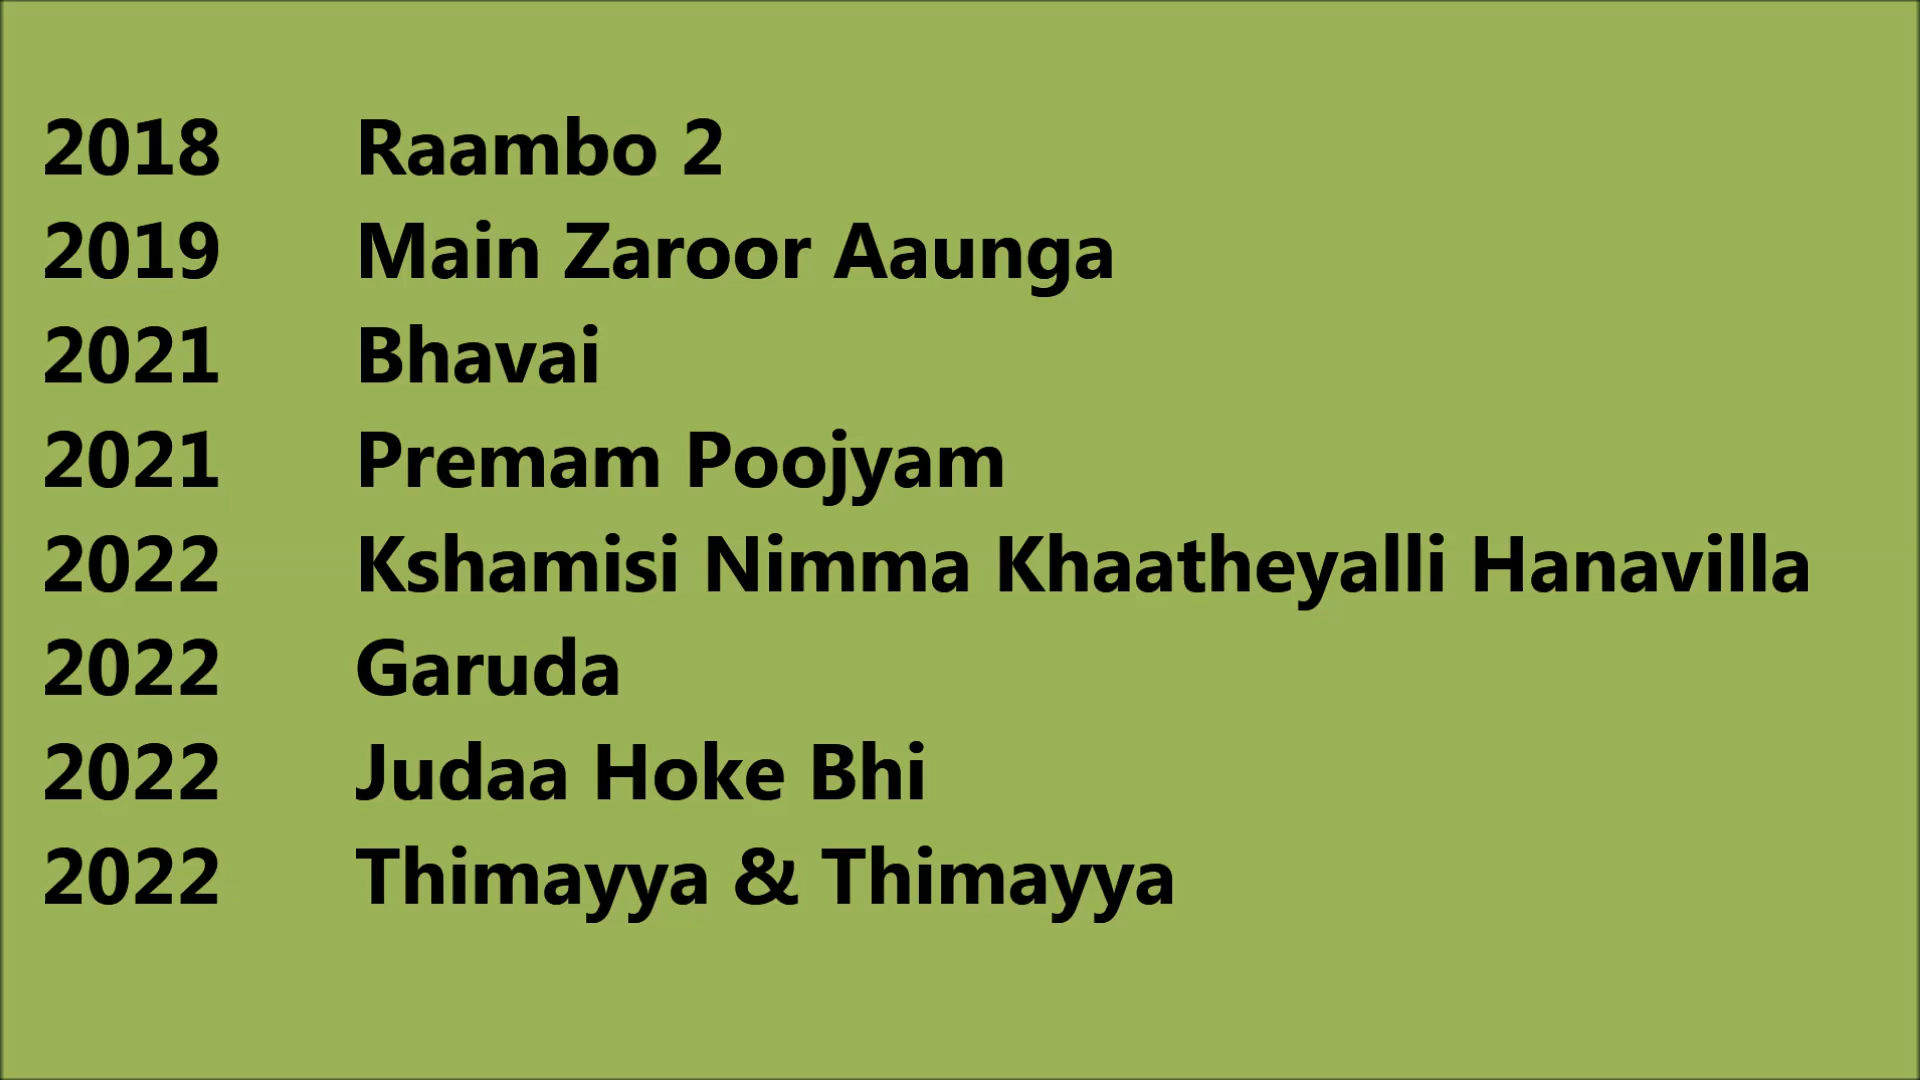 2018 Raambo 2
2019 Main Zaroor Aaunga
2021 Bhavai
2021 Premam Poojyam
2022 Kshamisi Nimma Khaatheyalli Hanavilla
2022 Garuda
2022 Judaa Hoke Bhi
2022 Thimayya & Thimayya